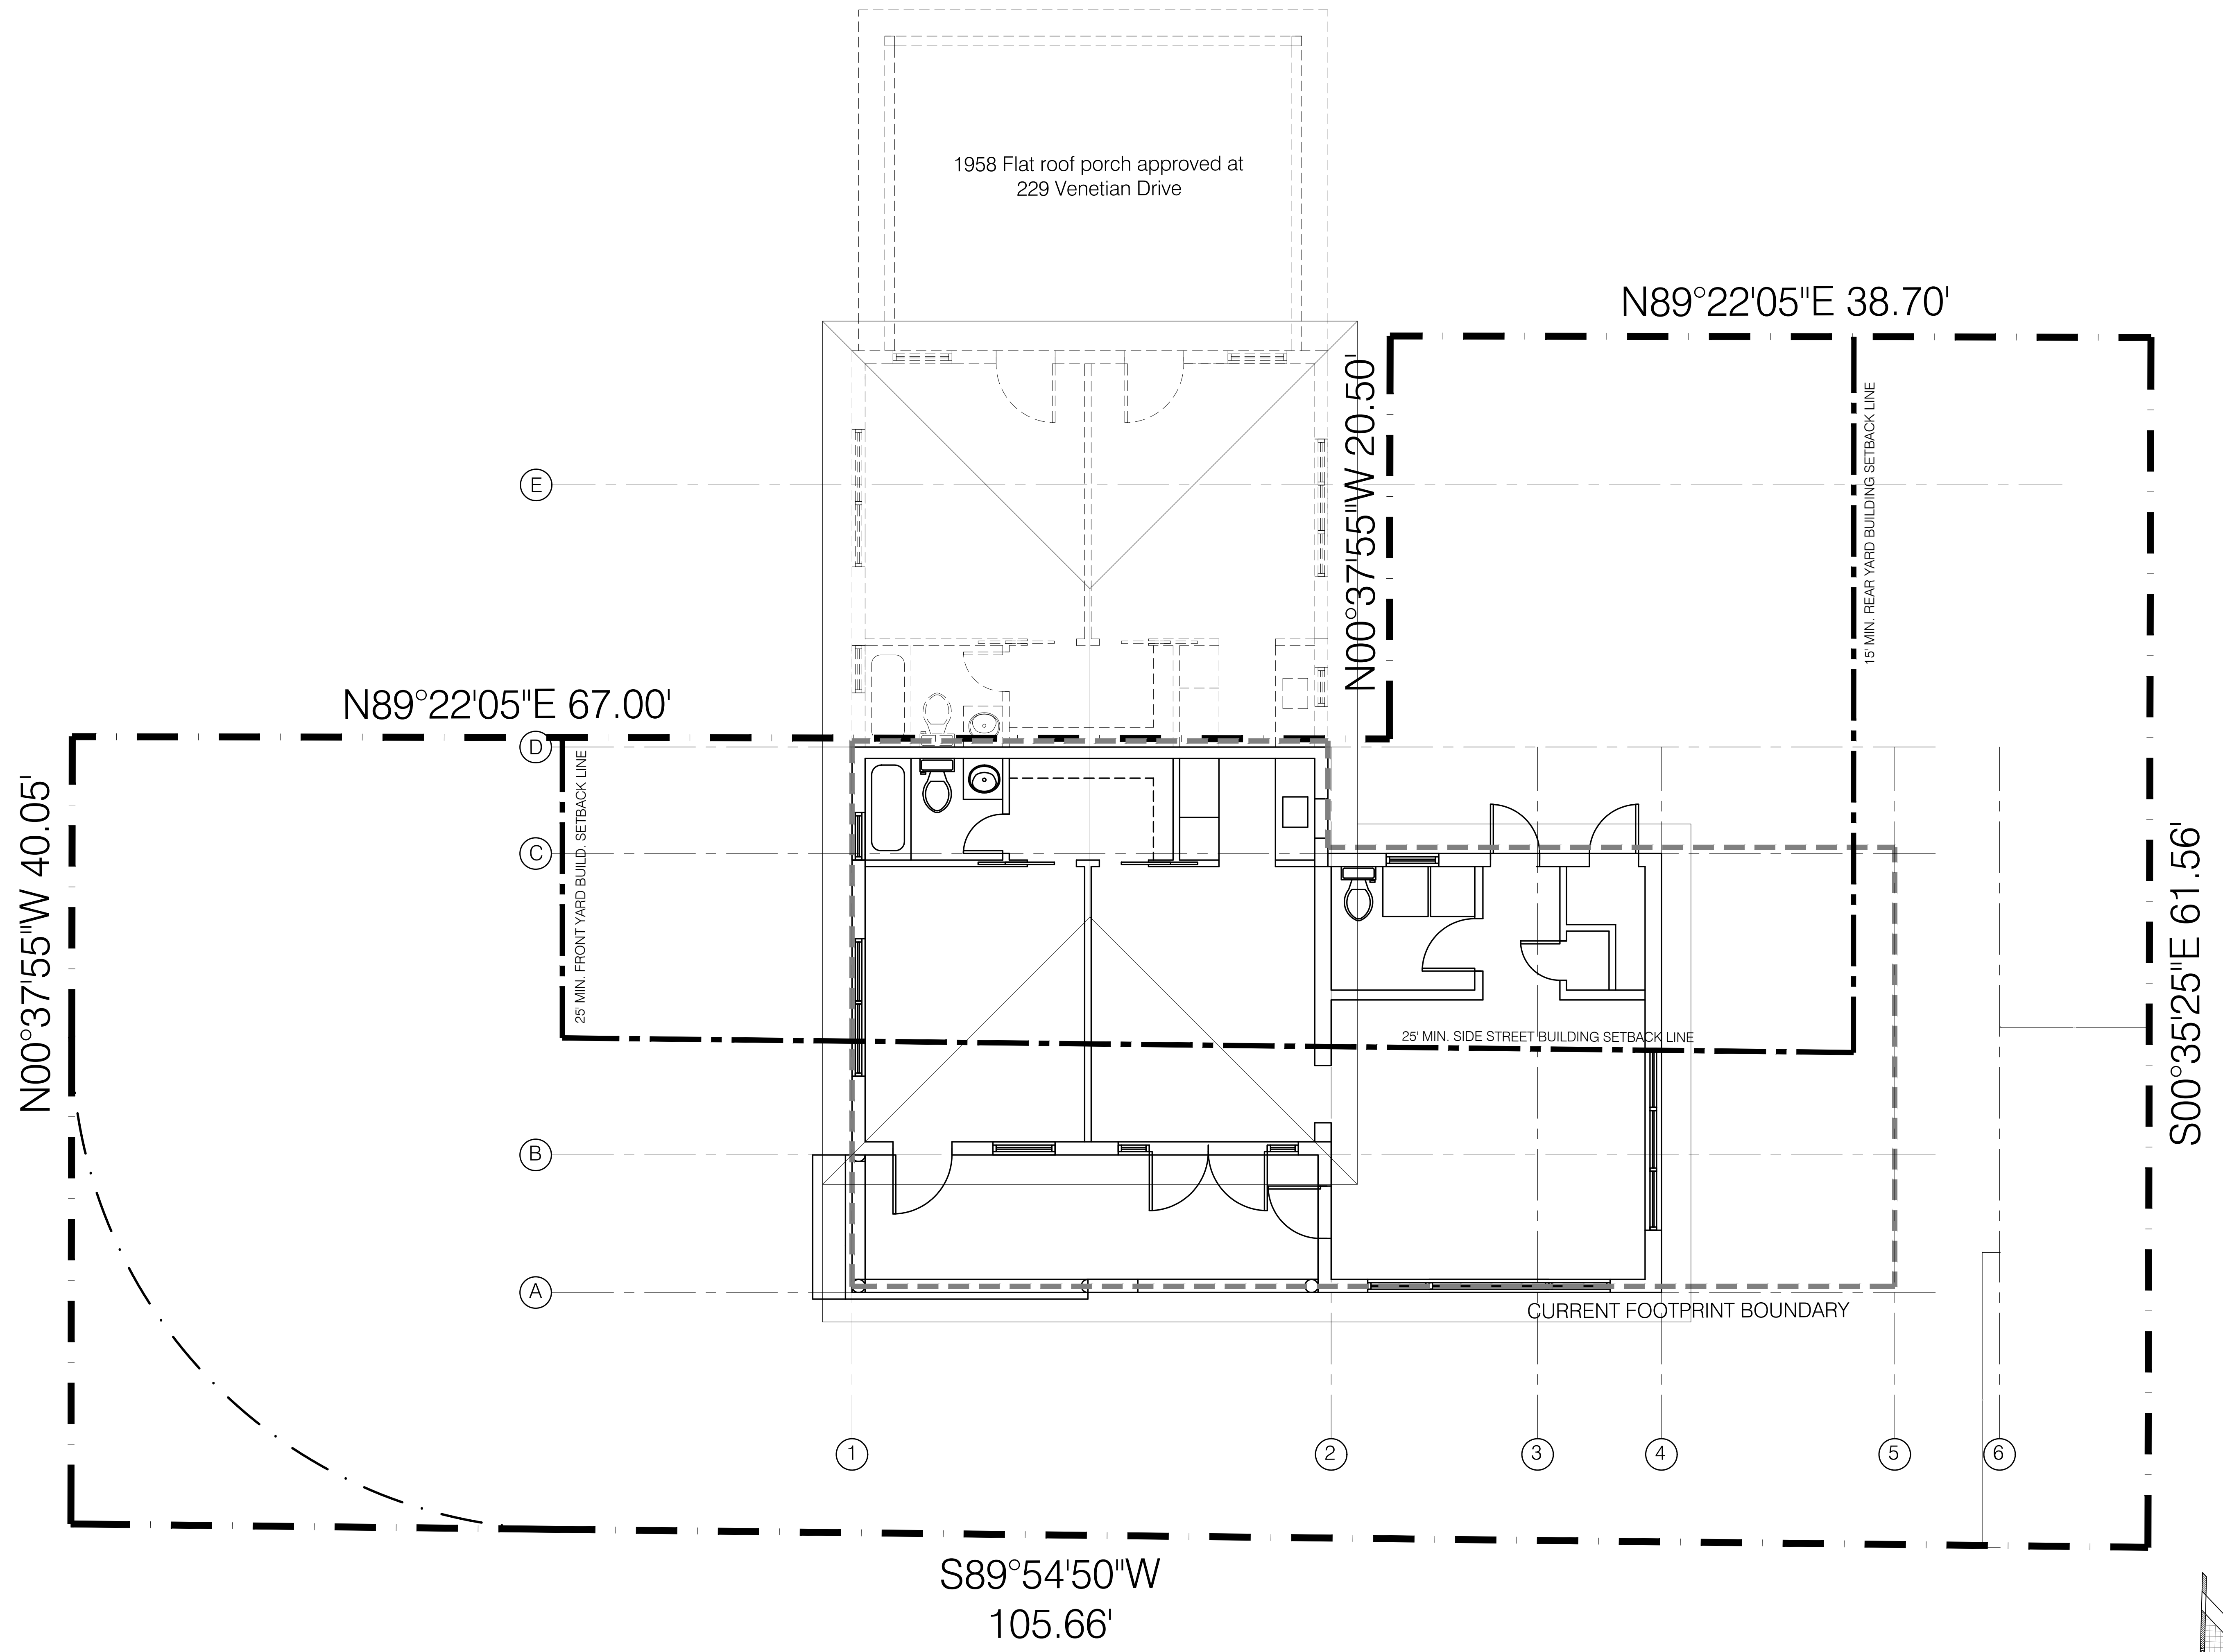 1958 Flat roof porch approved at
229 Venetian Drive
N89°22'05"E 38.70'
N00°37'55"W 20.50'
15' MIN. REAR YARD BUILDING SETBACK LINE
E
N89°22'05"E 67.00'
D
25' MIN. FRONT YARD BUILD. SETBACK LINE
N00°37'55"W 40.05'
C
S00°35'25"E 61.56'
25' MIN. SIDE STREET BUILDING SETBACK LINE
B
A
CURRENT FOOTPRINT BOUNDARY
1
2
3
4
5
6
S89°54'50"W
105.66'